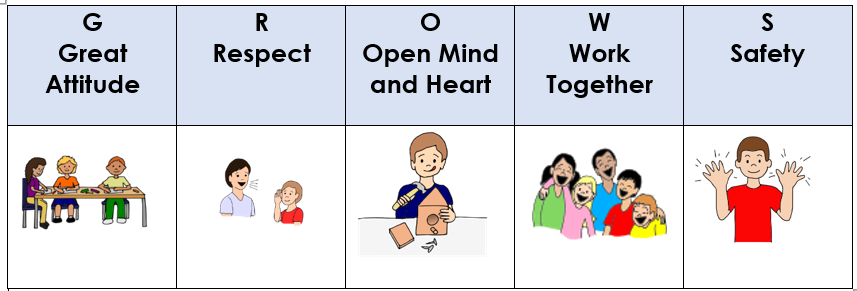 G
Great
Attitude
R
Respect
O
Open Mind
and Heart
W
Work
Together
S
Safety